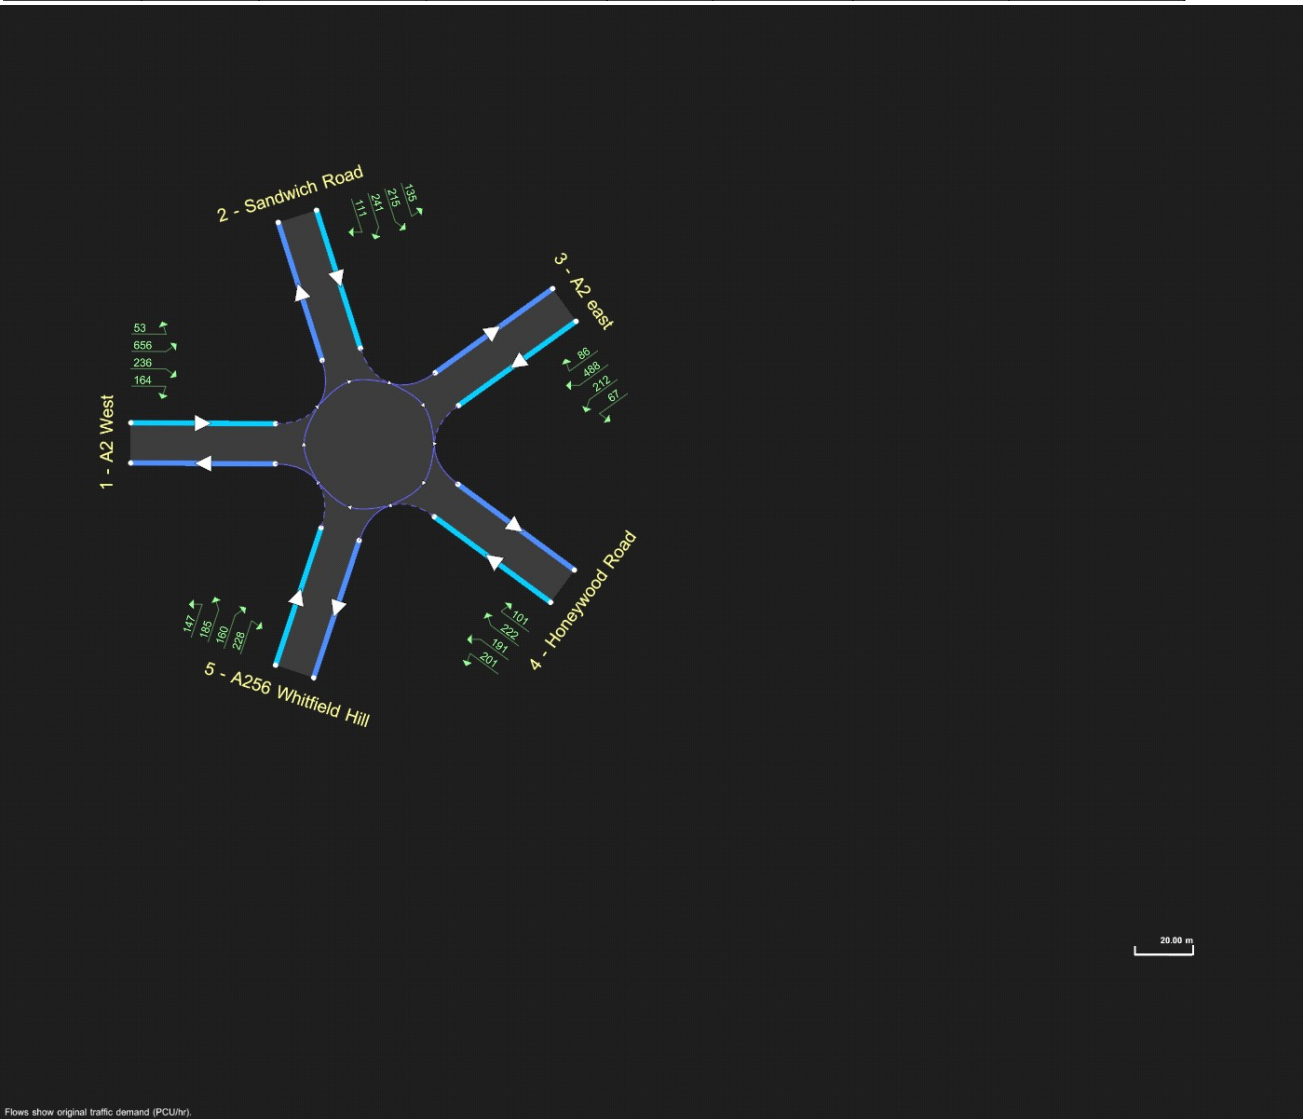 2 - Sandwich Road
111
241
215
135
3 - A2 east
86
488
212
67
53
656
236
164
1 - A2 West
4 - Honeywood Road
101
222
191
201
147
185
160
228
5 - A256 Whitfield Hill
20.00 m
Flows show original traffic demand (PCU/hr).